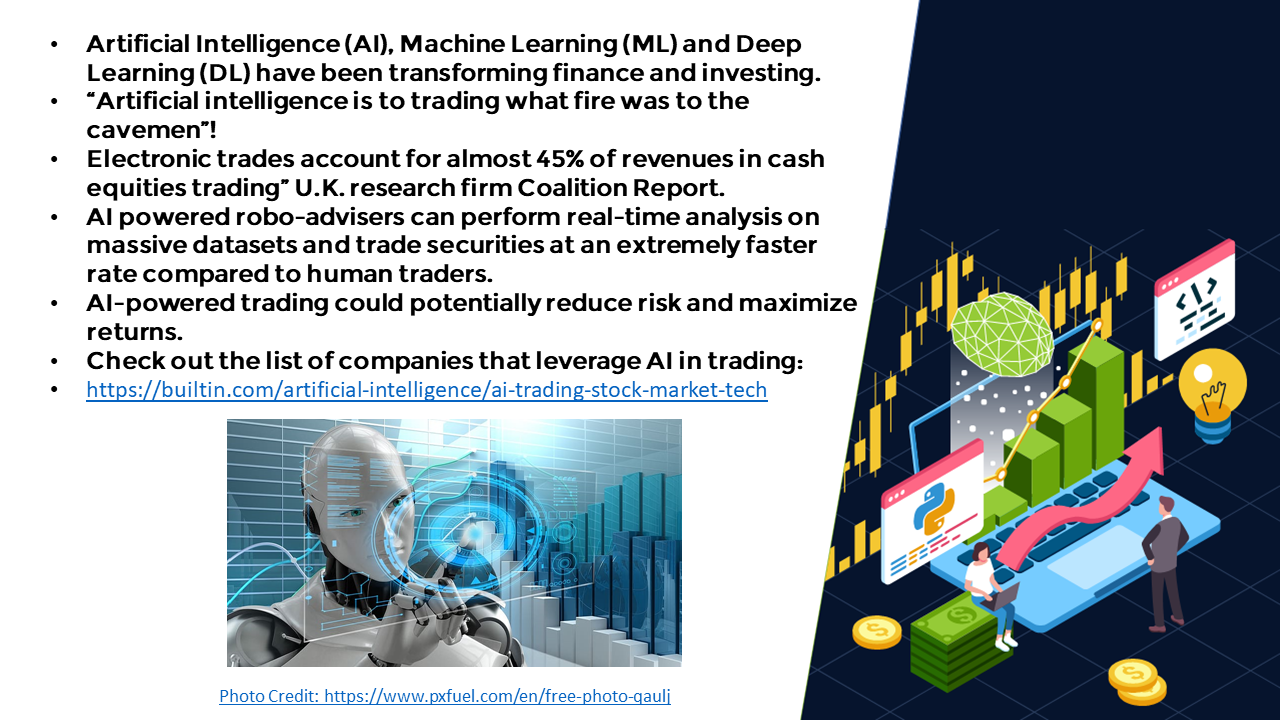 • Artificial Intelligence (AI), Machine Learning (ML) and Deep
Learning (DL) have been transforming finance and investing.
• “Artificial intelligence is to trading what fire was to the
cavemen”!
• Electronic trades account for almost 45% of revenues in cash
equities trading” U.K. research firm Coalition Report.
• AI powered robo-advisers can perform real-time analysis on
massive datasets and trade securities at an extremely faster
rate compared to human traders.
• AI-powered trading could potentially reduce risk and maximize
returns.
• Check out the list of companies that leverage AI in trading:
• https://builtin.com/artificial-intelligence/ai-trading-stock-market-tech
Photo Credit: https://www.pxfuel.com/en/free-photo-qaulj